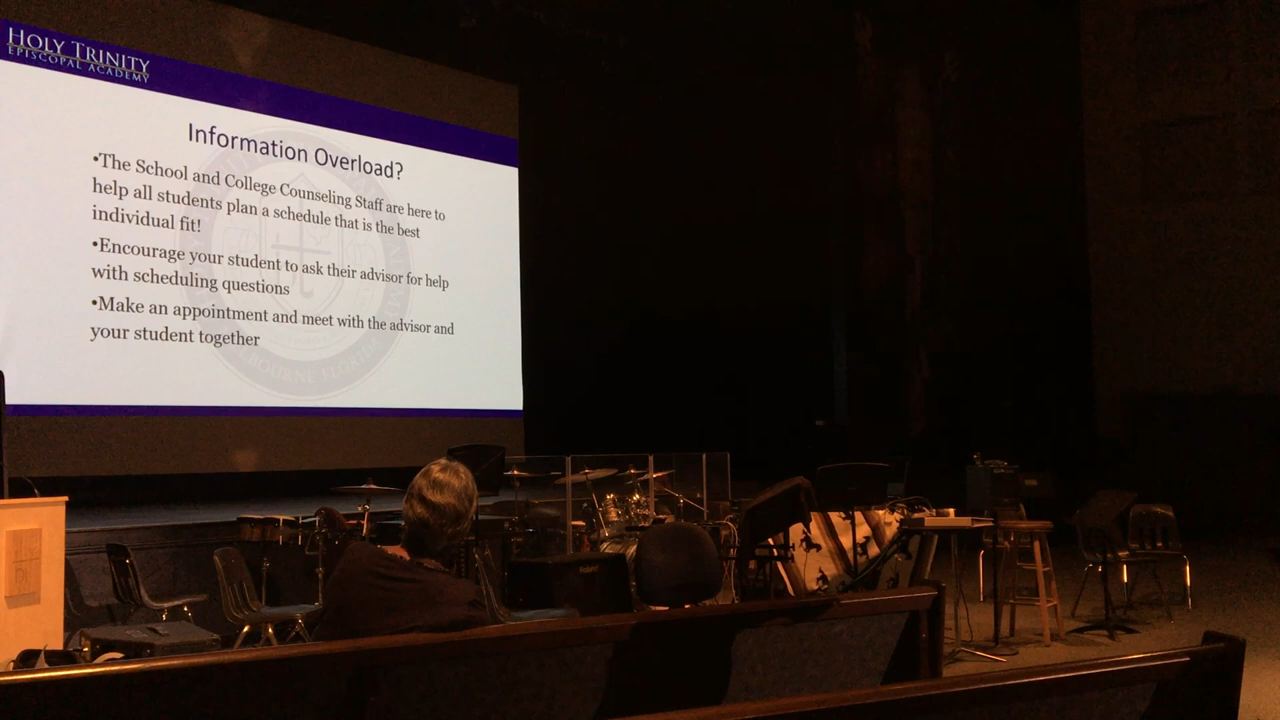 HOLY TRINITY
EPISCOPAL ACADEMY
Information Overload?
•The School and College Counseling Staff are here to
help all students plan a schedule that is the best
individual fit!
•Encourage your student to ask their advisor for help
with scheduling questions
•Make an appointment and meet with the advisor and
your student together